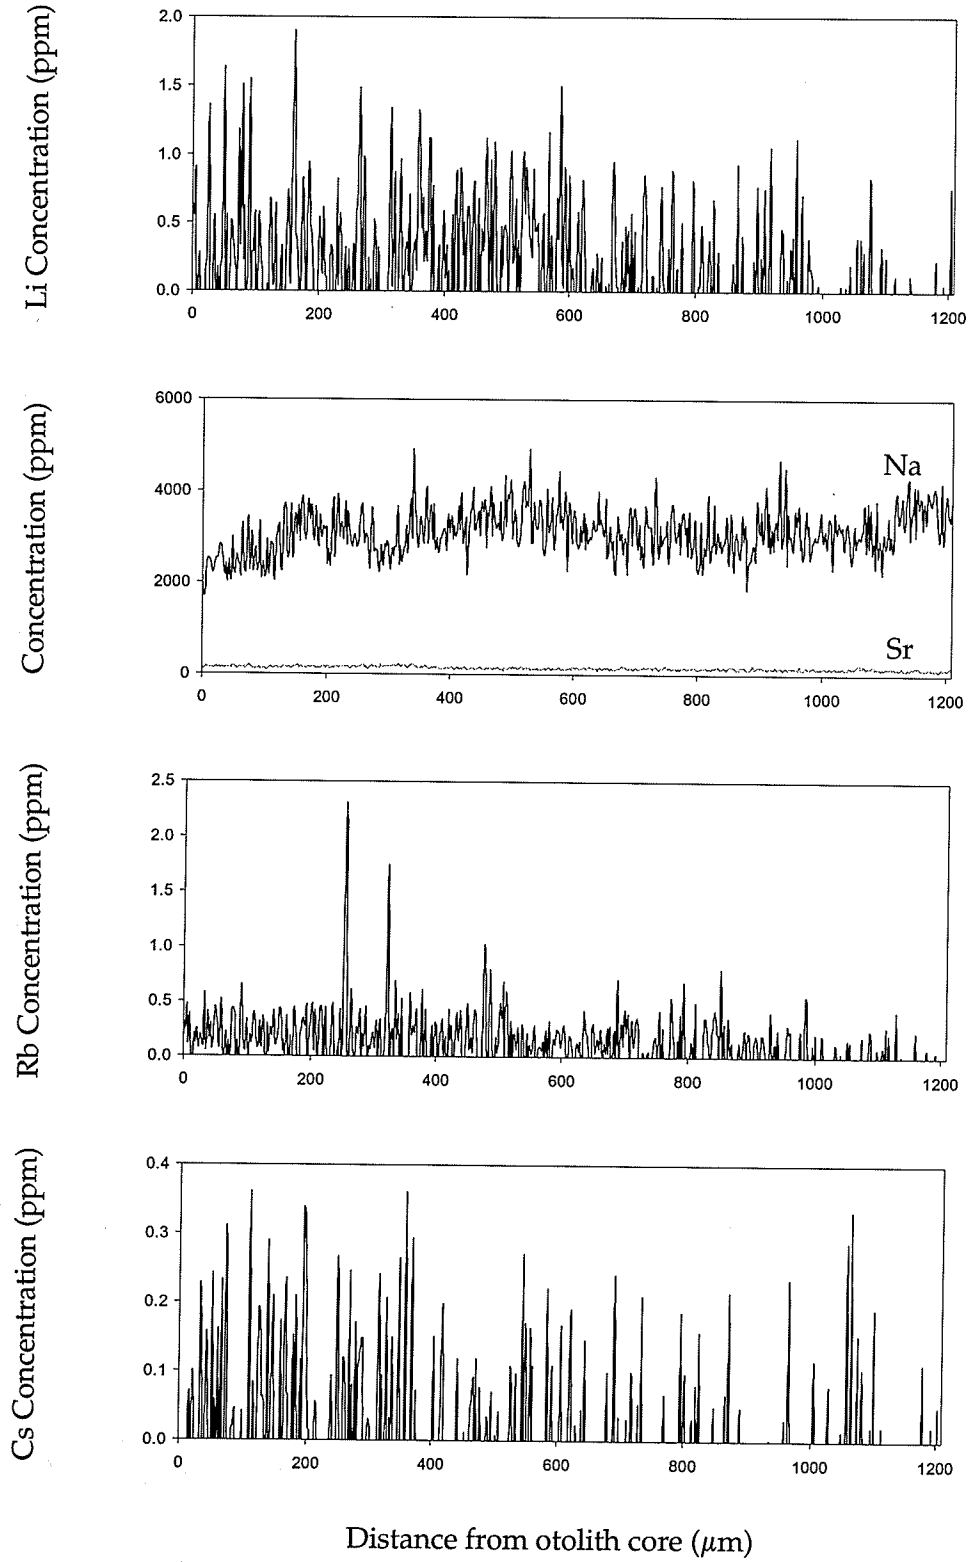 Li Concentration (ppm)
2.0
1.5
1.0
0.5
0.0
0 200 400 600 800 1000 1200
Concentration (ppm)
6000
4000
2000
0
Na
Sr
0 200 400 600 800 1000 1200
Rb Concentration (ppm)
2.5
2.0
1.5
1.0
0.5
0.0
0 200 400 600 800 1000 1200
Cs Concentration (ppm)
0.4
0.3
0.2
0.1
0.0
0 200 400 600 800 1000 1200
Distance from otolith core (μm)